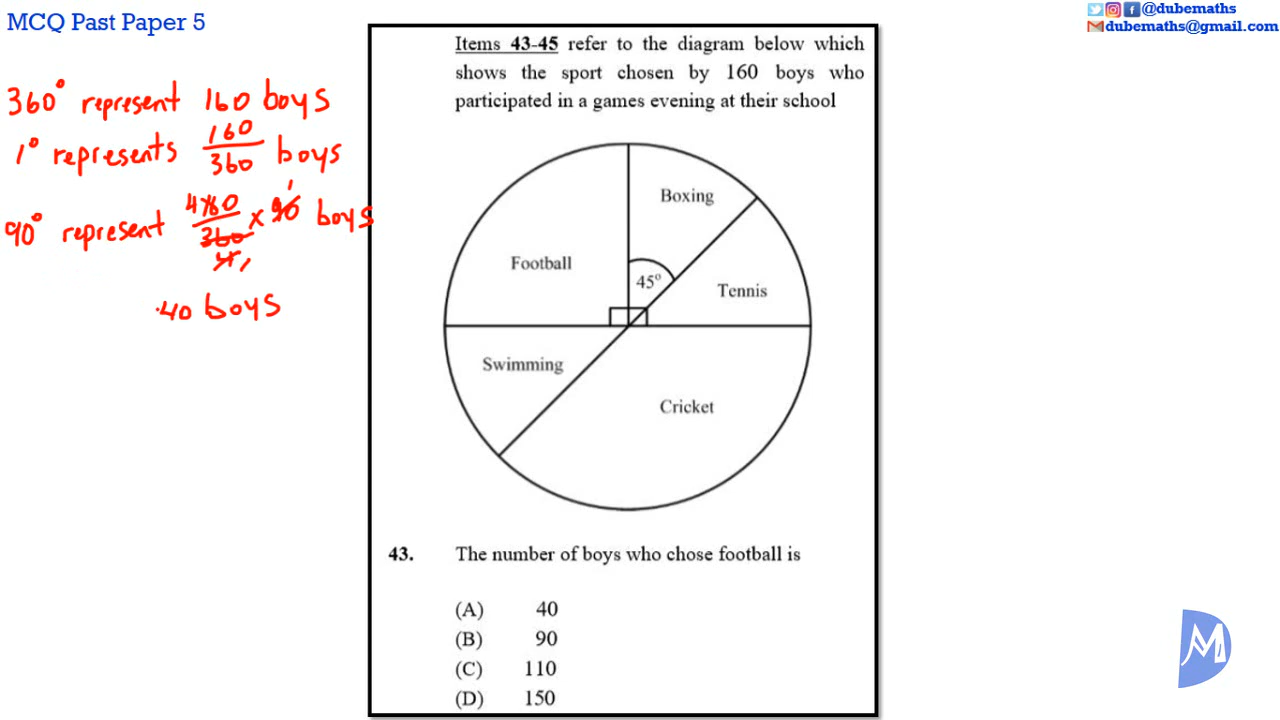 MCQ Past Paper 5
@dubemaths
dubemaths@gmail.com
360° represent 160 boys
1° represents 160/360 boys
90° represent 4160/360 x 90 boys
1
4 1
40 boys
Items 43-45 refer to the diagram below which
shows the sport chosen by 160 boys who
participated in a games evening at their school
Boxing
Football
45°
Tennis
Swimming
Cricket
43. The number of boys who chose football is
(A) 40
(B) 90
(C) 110
(D) 150
M